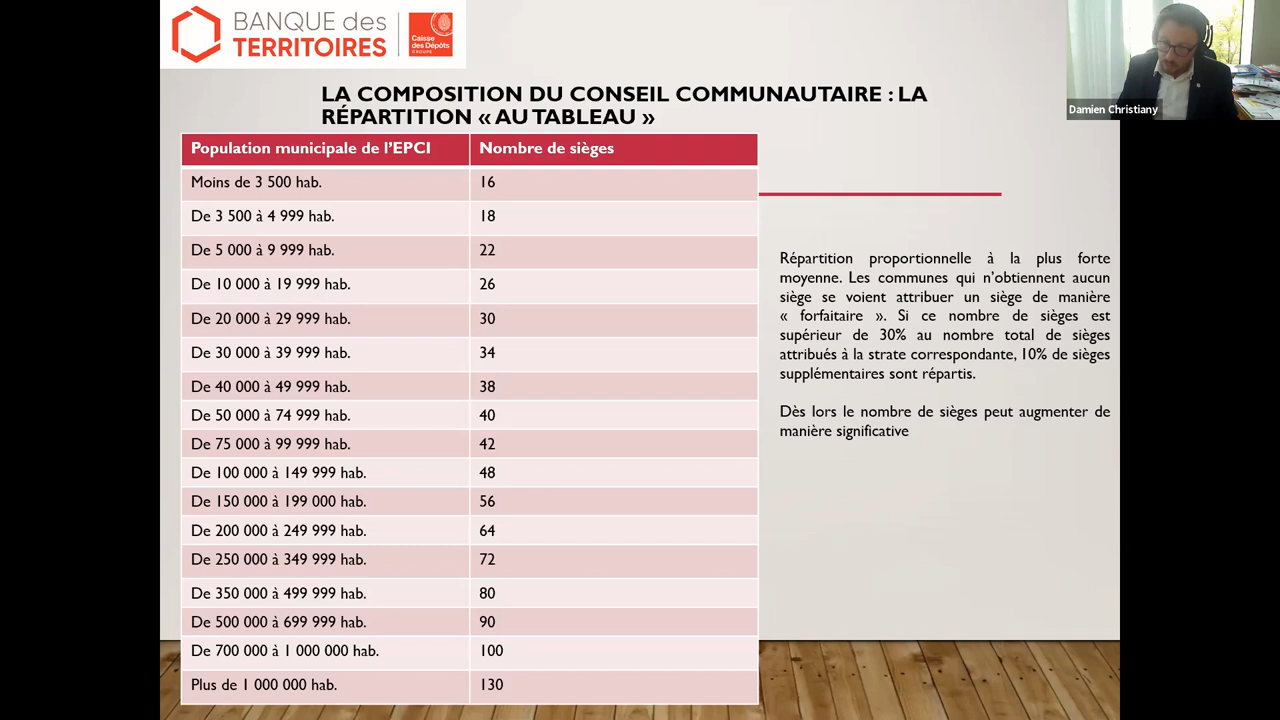 BANQUE des
TERRITOIRES
Caisse
des Dépôts
GROUPE
Damien Christiany
LA COMPOSITION DU CONSEIL COMMUNAUTAIRE : LA
RÉPARTITION « AU TABLEAU »
Population municipale de l'EPCI Nombre de sièges
Moins de 3 500 hab. 16
De 3 500 à 4 999 hab. 18
De 5 000 à 9 999 hab. 22
De 10 000 à 19 999 hab. 26
De 20 000 à 29 999 hab. 30
De 30 000 à 39 999 hab. 34
De 40 000 à 49 999 hab. 38
De 50 000 à 74 999 hab. 40
De 75 000 à 99 999 hab. 42
De 100 000 à 149 999 hab. 48
De 150 000 à 199 000 hab. 56
De 200 000 à 249 999 hab. 64
De 250 000 à 349 999 hab. 72
De 350 000 à 499 999 hab. 80
De 500 000 à 699 999 hab. 90
De 700 000 à 1 000 000 hab. 100
Plus de 1 000 000 hab. 130
Répartition proportionnelle à la plus forte
moyenne. Les communes qui n'obtiennent aucun
siège se voient attribuer un siège de manière
« forfaitaire ». Si ce nombre de sièges est
supérieur de 30% au nombre total de sièges
attribués à la strate correspondante, 10% de sièges
supplémentaires sont répartis.
Dès lors le nombre de sièges peut augmenter de
manière significative